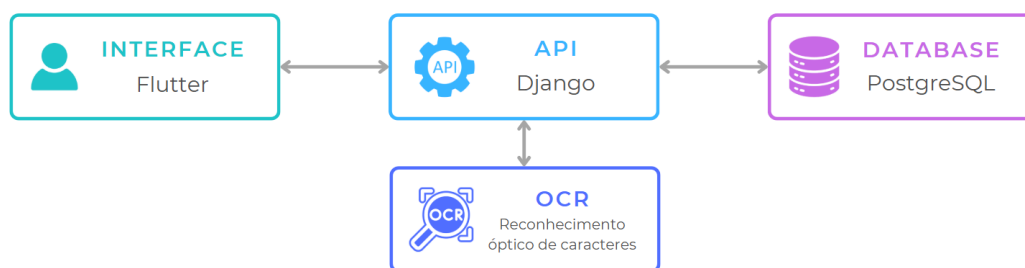 INTERFACE
Flutter
API
API
Django
DATABASE
PostgreSQL
OCR
OCR
Reconhecimento
óptico de caracteres